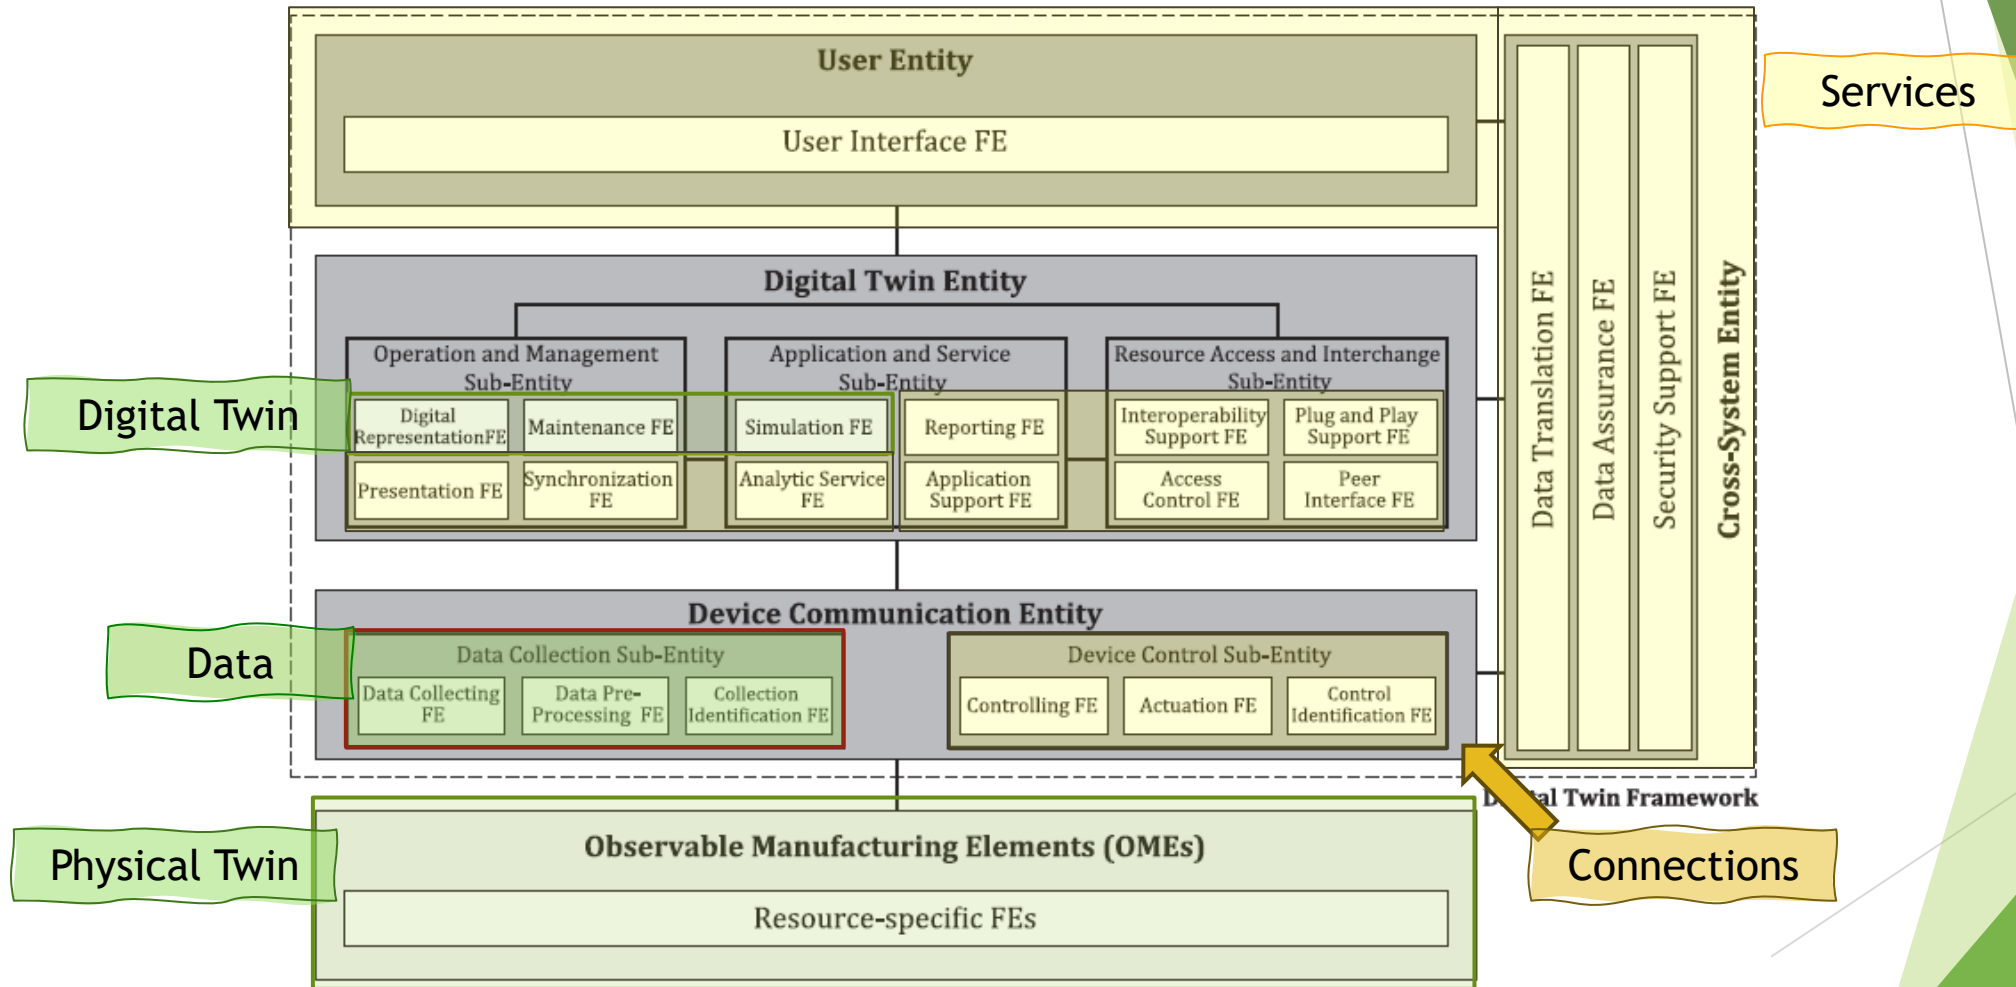 User Entity
User Interface FE
Services
Digital Twin Entity
Operation and Management
Sub-Entity
Digital
RepresentationFE
Maintenance FE
Presentation FE
Synchronization
FE
Application and Service
Sub-Entity
Simulation FE
Reporting FE
Analytic Service
FE
Application
Support FE
Resource Access and Interchange
Sub-Entity
Interoperability
Support FE
Plug and Play
Support FE
Access
Control FE
Peer
Interface FE
Data Translation FE
Data Assurance FE
Security Support FE
Cross-System Entity
Digital Twin
Device Communication Entity
Data Collection Sub-Entity
Data Collecting
FE
Data Pre-
Processing FE
Collection
Identification FE
Device Control Sub-Entity
Controlling FE
Actuation FE
Control
Identification FE
Data
Twin Framework
Observable Manufacturing Elements (OMEs)
Resource-specific FEs
Physical Twin
Connections